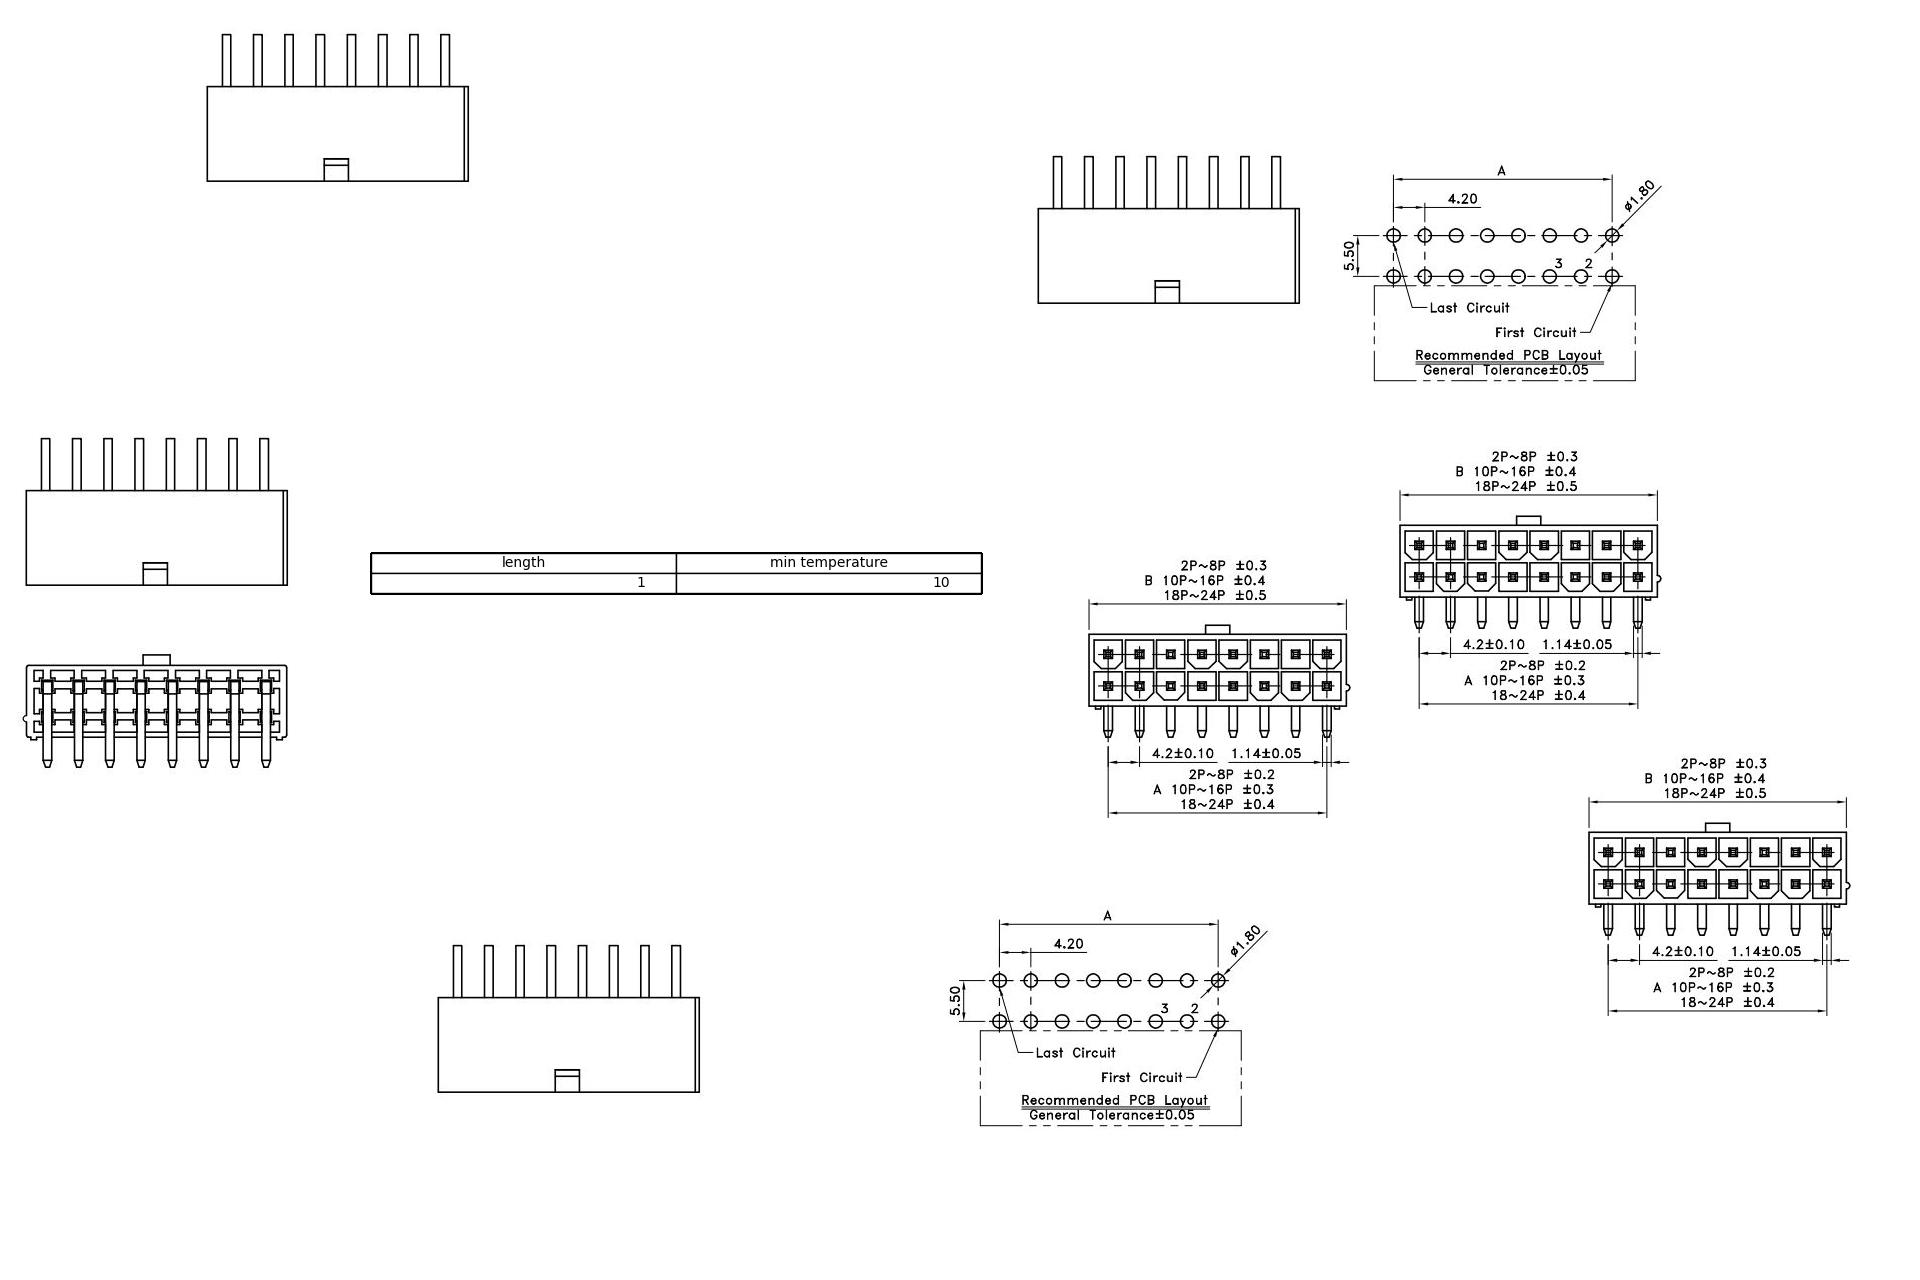 A
4.20
ø1.80
5.50
3 2
Last Circuit
First Circuit
Recommended PCB Layout
General Tolerance±0.05
2P~8P ±0.3
B 10P~16P ±0.4
18P~24P ±0.5
4.2±0.10 1.14±0.05
2P~8P ±0.2
A 10P~16P ±0.3
18~24P ±0.4
length min temperature
1 10
2P~8P ±0.3
B 10P~16P ±0.4
18P~24P ±0.5
4.2±0.10 1.14±0.05
2P~8P ±0.2
A 10P~16P ±0.3
18~24P ±0.4
2P~8P ±0.3
B 10P~16P ±0.4
18P~24P ±0.5
4.2±0.10 1.14±0.05
2P~8P ±0.2
A 10P~16P ±0.3
18~24P ±0.4
A
4.20
ø1.80
5.50
3 2
Last Circuit
First Circuit
Recommended PCB Layout
General Tolerance±0.05